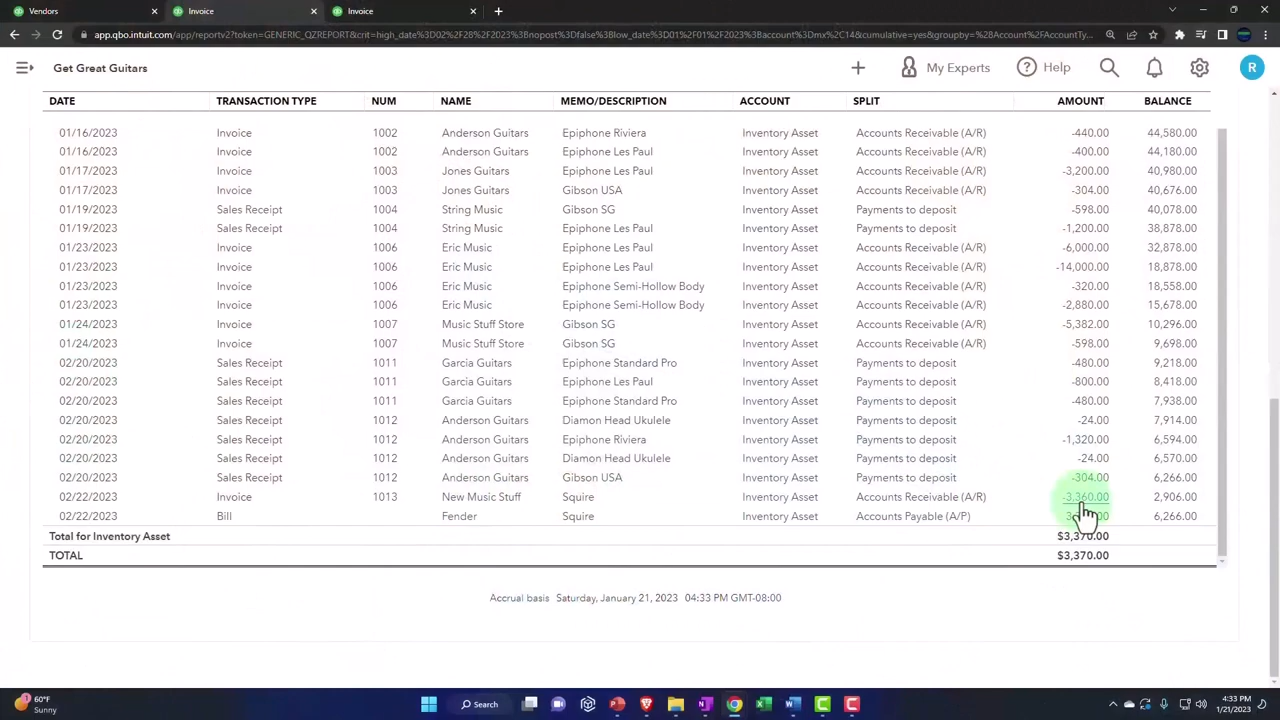 Vendors × Invoice × Invoice × +
app.qbo.intuit.com/app/reportv2?token=GENERIC_QZREPORT&config=high_date%3D02%2F28%2F2023%3Bnopost%3Dfalse%3Blow_date%3D01%2F01%2F2023%3Baccount%3Dmx%2C14&cumulative=yes&groupby=%28Account%2FAccountTy...
Get Great Guitars + My Experts ? Help R
DATE TRANSACTION TYPE NUM NAME MEMO/DESCRIPTION ACCOUNT SPLIT AMOUNT BALANCE
01/16/2023 Invoice 1002 Anderson Guitars Epiphone Riviera Inventory Asset Accounts Receivable (A/R) -440.00 44,580.00
01/16/2023 Invoice 1002 Anderson Guitars Epiphone Les Paul Inventory Asset Accounts Receivable (A/R) -400.00 44,180.00
01/17/2023 Invoice 1003 Jones Guitars Epiphone Les Paul Inventory Asset Accounts Receivable (A/R) -3,200.00 40,980.00
01/17/2023 Invoice 1003 Jones Guitars Gibson USA Inventory Asset Accounts Receivable (A/R) -304.00 40,676.00
01/19/2023 Sales Receipt 1004 String Music Gibson SG Inventory Asset Payments to deposit -598.00 40,078.00
01/19/2023 Sales Receipt 1004 String Music Epiphone Les Paul Inventory Asset Payments to deposit -1,200.00 38,878.00
01/23/2023 Invoice 1006 Eric Music Epiphone Les Paul Inventory Asset Accounts Receivable (A/R) -6,000.00 32,878.00
01/23/2023 Invoice 1006 Eric Music Epiphone Les Paul Inventory Asset Accounts Receivable (A/R) -14,000.00 18,878.00
01/23/2023 Invoice 1006 Eric Music Epiphone Semi-Hollow Body Inventory Asset Accounts Receivable (A/R) -320.00 18,558.00
01/23/2023 Invoice 1006 Eric Music Epiphone Semi-Hollow Body Inventory Asset Accounts Receivable (A/R) -2,880.00 15,678.00
01/24/2023 Invoice 1007 Music Stuff Store Gibson SG Inventory Asset Accounts Receivable (A/R) -5,382.00 10,296.00
01/24/2023 Invoice 1007 Music Stuff Store Gibson SG Inventory Asset Accounts Receivable (A/R) -598.00 9,698.00
02/20/2023 Sales Receipt 1011 Garcia Guitars Epiphone Standard Pro Inventory Asset Payments to deposit -480.00 9,218.00
02/20/2023 Sales Receipt 1011 Garcia Guitars Epiphone Les Paul Inventory Asset Payments to deposit -800.00 8,418.00
02/20/2023 Sales Receipt 1011 Garcia Guitars Epiphone Standard Pro Inventory Asset Payments to deposit -480.00 7,938.00
02/20/2023 Sales Receipt 1012 Anderson Guitars Diamon Head Ukulele Inventory Asset Payments to deposit -24.00 7,914.00
02/20/2023 Sales Receipt 1012 Anderson Guitars Epiphone Riviera Inventory Asset Payments to deposit -1,320.00 6,594.00
02/20/2023 Sales Receipt 1012 Anderson Guitars Diamon Head Ukulele Inventory Asset Payments to deposit -24.00 6,570.00
02/20/2023 Sales Receipt 1012 Anderson Guitars Gibson USA Inventory Asset Payments to deposit -304.00 6,266.00
02/22/2023 Invoice 1013 New Music Stuff Squire Inventory Asset Accounts Receivable (A/R) -3,360.00 2,906.00
02/22/2023 Bill Fender Squire Inventory Asset Accounts Payable (A/P) 6,266.00
Total for Inventory Asset $3,370.00
TOTAL $3,370.00
Accrual basis Saturday, January 21, 2023 04:33 PM GMT-08:00
60°F
Sunny
Search
4:33 PM
1/21/2023